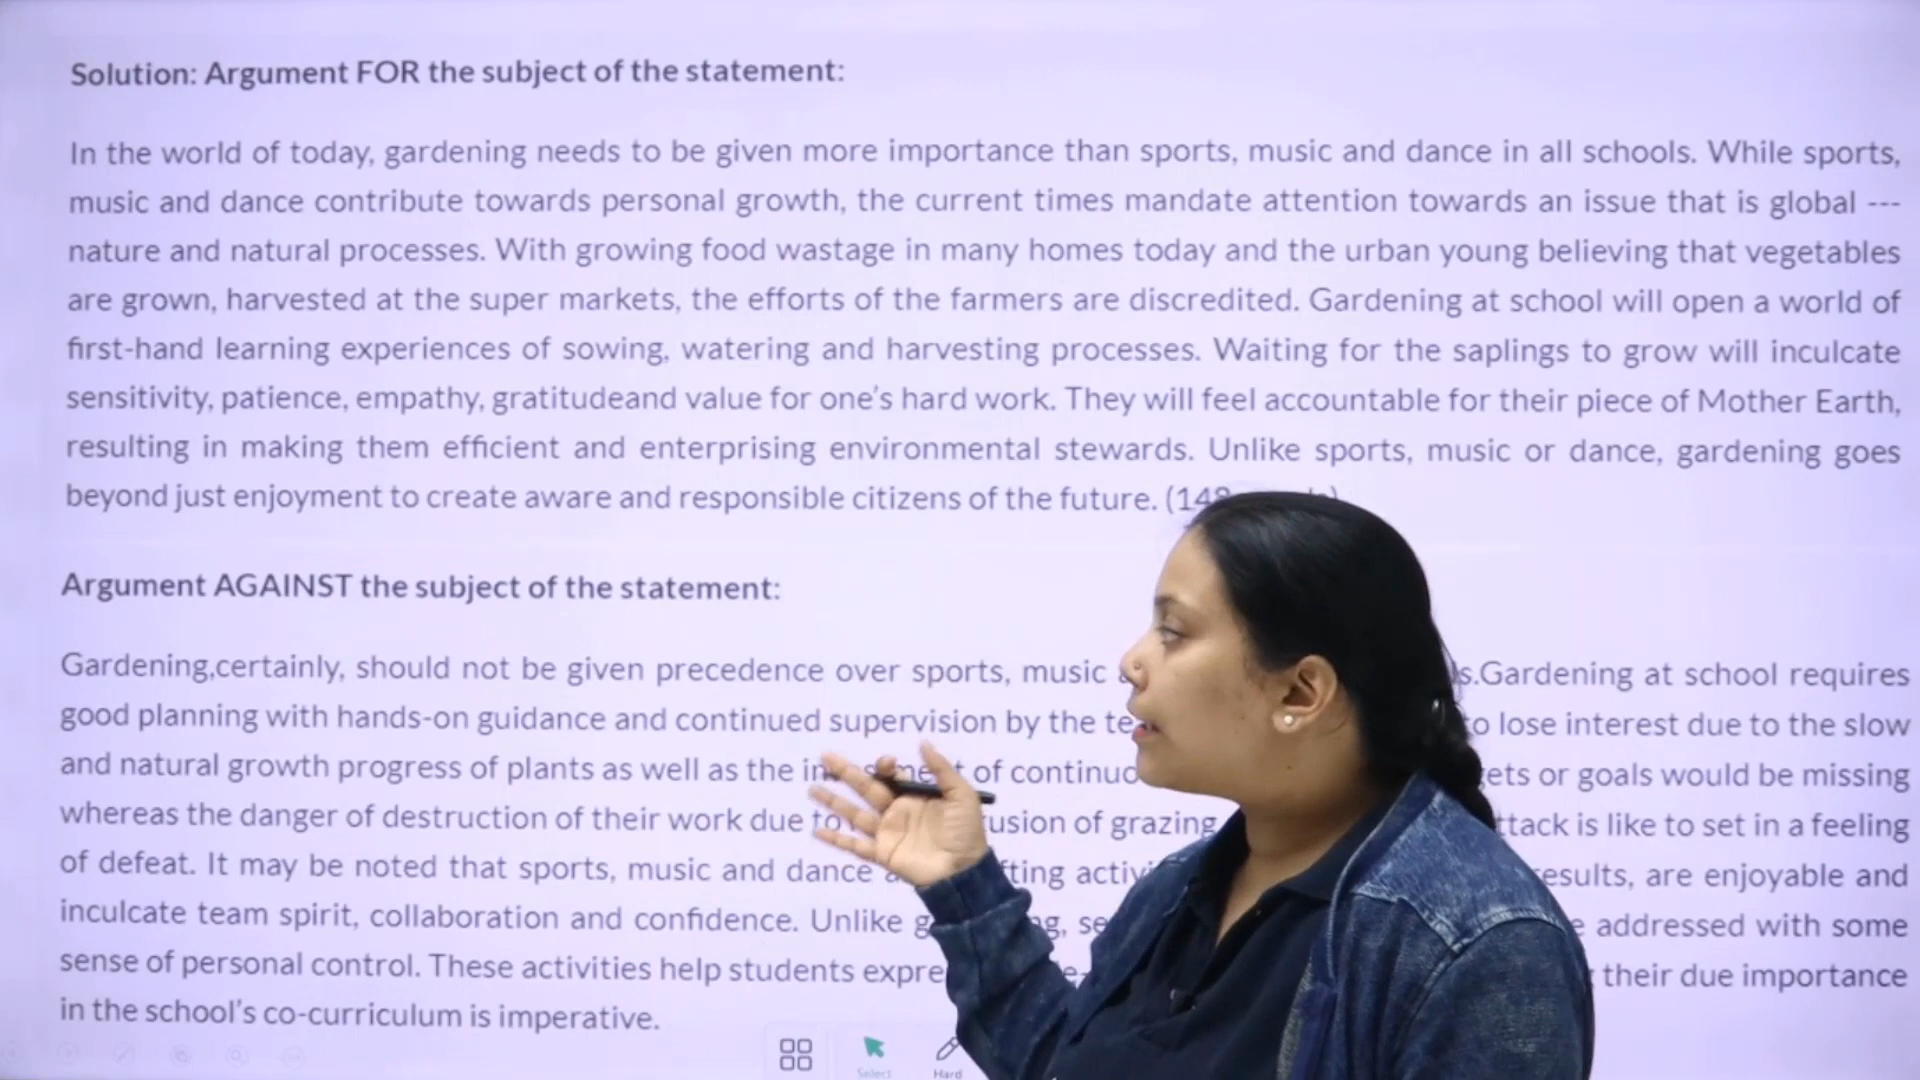 Solution: Argument FOR the subject of the statement:
In the world of today, gardening needs to be given more importance than sports, music and dance in all schools. While sports,
music and dance contribute towards personal growth, the current times mandate attention towards an issue that is global ---
nature and natural processes. With growing food wastage in many homes today and the urban young believing that vegetables
are grown, harvested at the super markets, the efforts of the farmers are discredited. Gardening at school will open a world of
first-hand learning experiences of sowing, watering and harvesting processes. Waiting for the saplings to grow will inculcate
sensitivity, patience, empathy, gratitudeand value for one's hard work. They will feel accountable for their piece of Mother Earth,
resulting in making them efficient and enterprising environmental stewards. Unlike sports, music or dance, gardening goes
beyond just enjoyment to create aware and responsible citizens of the future. (148
Argument AGAINST the subject of the statement:
Gardening,certainly, should not be given precedence over sports, music s.Gardening at school requires
good planning with hands-on guidance and continued supervision by the to lose interest due to the slow
and natural growth progress of plants as well as the of or goals would be missing
whereas the danger of destruction of their work due to of grazing is like to set in a feeling
of defeat. It may be noted that sports, music and dance results, are enjoyable and
inculcate team spirit, collaboration and confidence. Unlike addressed with some
sense of personal control. These activities help students their due importance
in the school's co-curriculum is imperative.
Select Hard